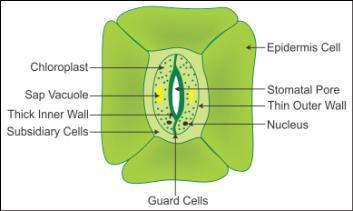 Chloroplast
Sap Vacuole
Thick Inner Wall
Subsidiary Cells
Epidermis Cell
Stomatal Pore
Thin Outer Wall
Nucleus
Guard Cells